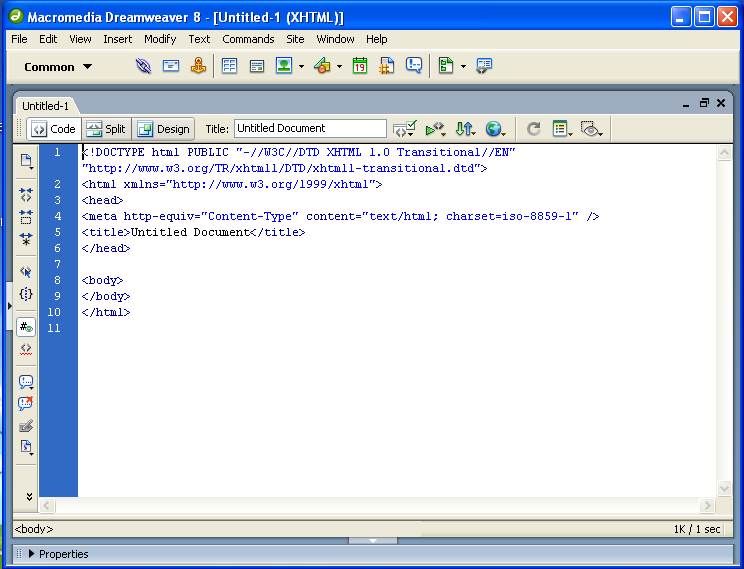 Macromedia Dreamweaver 8 - [Untitled-1 (XHTML)]
File Edit View Insert Modify Text Commands Site Window Help
Common
19
Untitled-1
Code Split Design Title: Untitled Document
1 <!DOCTYPE html PUBLIC "-//W3C//DTD XHTML 1.0 Transitional//EN"
"http://www.w3.org/TR/xhtml1/DTD/xhtml1-transitional.dtd">
2 <html xmlns="http://www.w3.org/1999/xhtml">
3 <head>
4 <meta http-equiv="Content-Type" content="text/html; charset=iso-8859-1" />
5 <title>Untitled Document</title>
6 </head>
7
8 <body>
9 </body>
10 </html>
11
<body> 1K / 1 sec
Properties